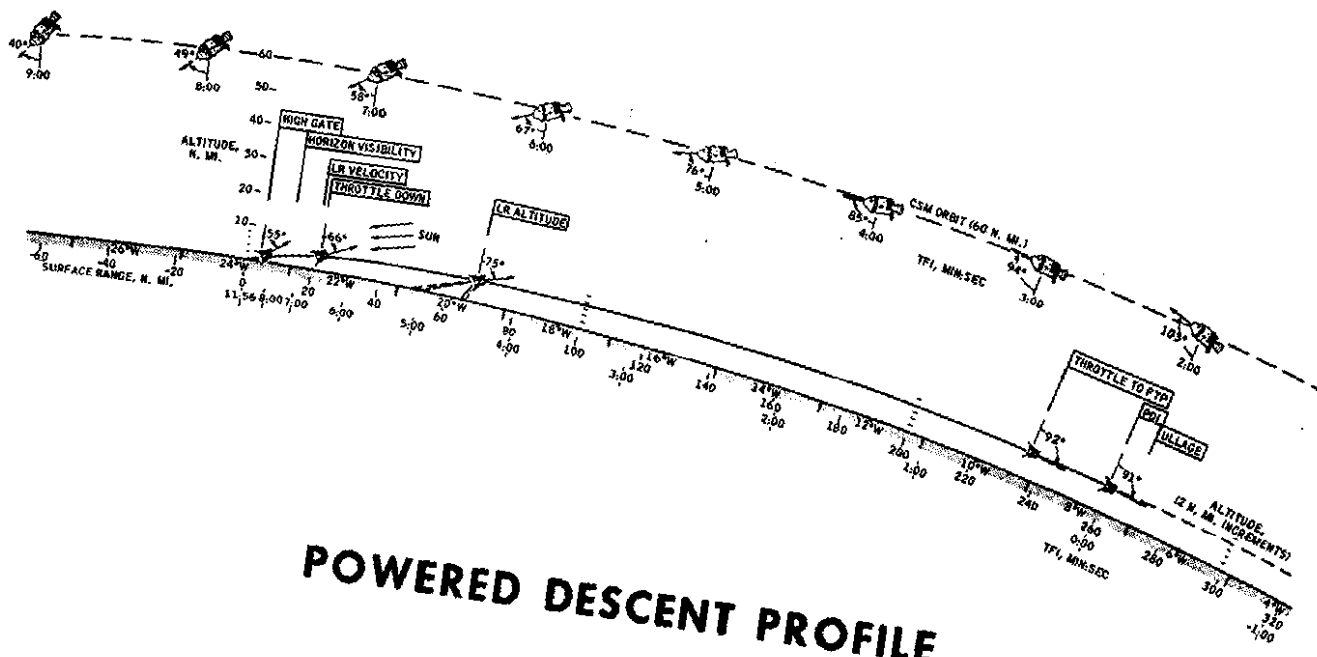 40°
9:00
49°
8:00
60
50
40
30
20
10
ALTITUDE,
N. MI.
58°
7:00
67°
6:00
76°
5:00
85°
4:00
CSM ORBIT (60 N. MI.)
TFI, MIN:SEC
94°
3:00
103°
2:00
HIGH GATE
HORIZON VISIBILITY
LR VELOCITY
THROTTLE DOWN
LR ALTITUDE
SUN
55°
66°
75°
THROTTLE TO FTP
PDI
ULLAGE
92°
91°
ALTITUDE,
(2 N. MI. INCREMENTS)
-60 26°W -40 -20 24°W 0 20 22°W 40 20°W 60 80 18°W 100 120 16°W 140 14°W 160 180 12°W 200 10°W 220 240 8°W 260 280 6°W 300 4°W 320
SURFACE RANGE, N. MI.
11:56 8:00 7:00 6:00 5:00 4:00 3:00 2:00 1:00 0:00 -1:00
TFI, MIN:SEC
POWERED DESCENT PROFILE